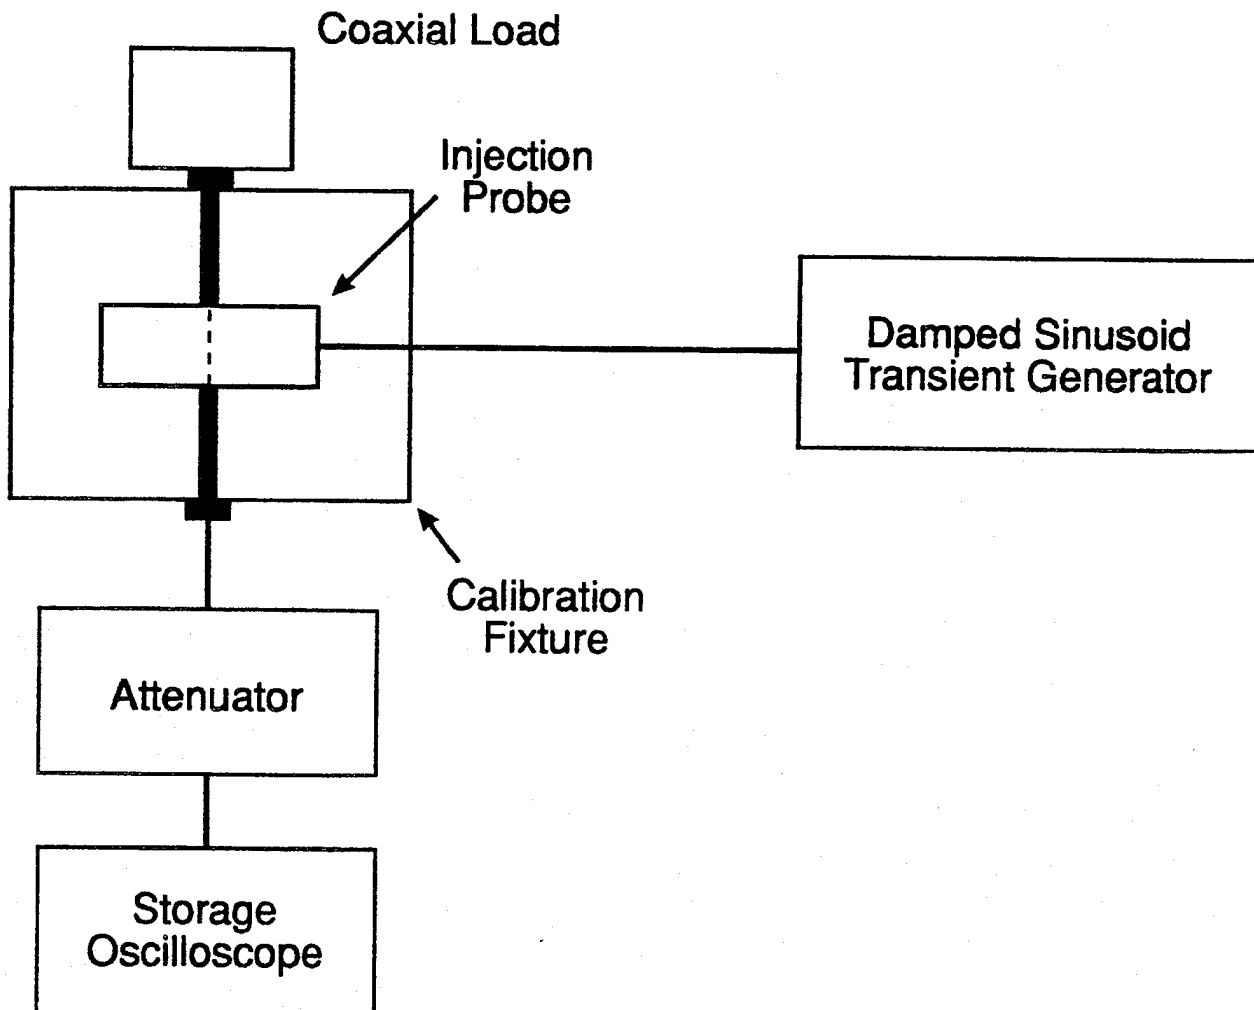 Coaxial Load
Injection
Probe
Damped Sinusoid
Transient Generator
Calibration
Fixture
Attenuator
Storage
Oscilloscope